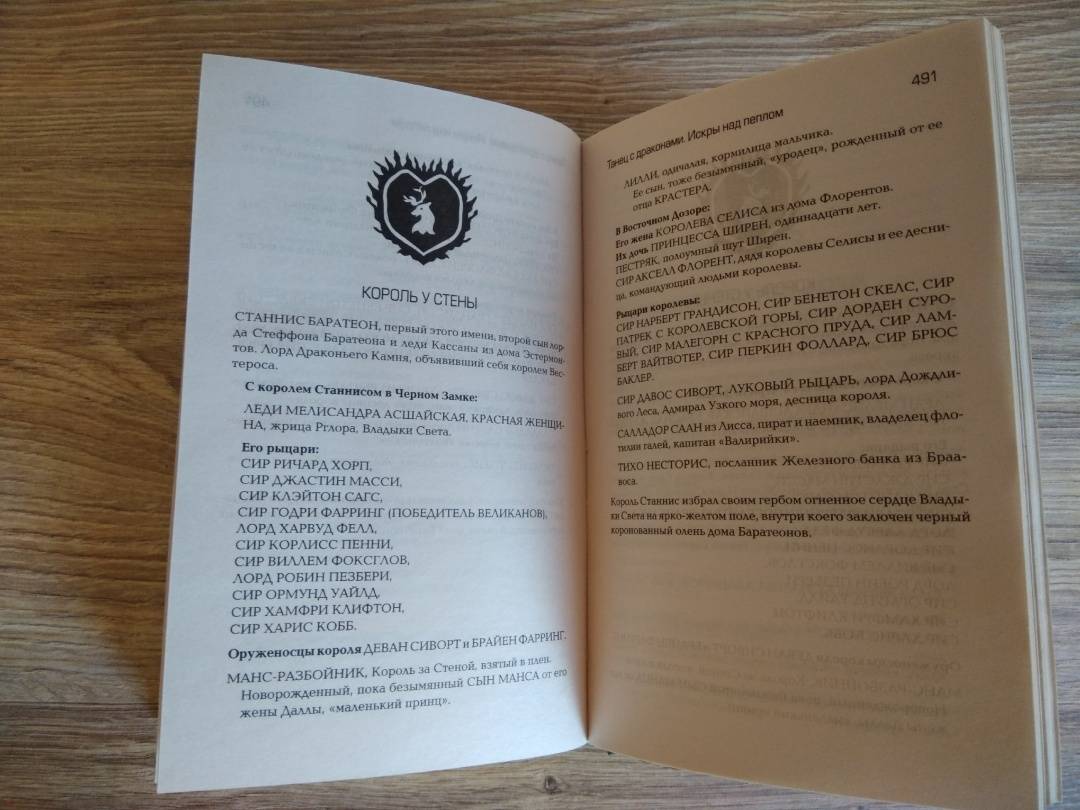 КОРОЛЬ У СТЕНЫ
СТАННИС БАРАТЕОН, первый этого имени, второй сын лор-
да Стеффона Баратеона и леди Кассаны из дома Эстермон-
тов. Лорд Драконьего Камня, объявивший себя королем Вес-
тероса.
С королем Станнисом в Черном Замке:
ЛЕДИ МЕЛИСАНДРА АСШАЙСКАЯ, КРАСНАЯ ЖЕНЩИ-
НА, жрица Рглора, Владыки Света.
Его рыцари:
СИР РИЧАРД ХОРП,
СИР ДЖАСТИН МАССИ,
СИР КЛЭЙТОН САГС,
СИР ГОДРИ ФАРРИНГ (ПОБЕДИТЕЛЬ ВЕЛИКАНОВ),
ЛОРД ХАРВУД ФЕЛЛ,
СИР КОРЛИСС ПЕННИ,
СИР ВИЛЛЕМ ФОКСГЛОВ,
ЛОРД РОБИН ПЕЗБЕРИ,
СИР ОРМУНД УАЙЛД,
СИР ХАМФРИ КЛИФТОН,
СИР ХАРИС КОББ.
Оруженосцы короля ДЕВАН СИВОРТ и БРАЙЕН ФАРРИНГ.
МАНС-РАЗБОЙНИК, Король за Стеной, взятый в плен.
Новорожденный, пока безымянный СЫН МАНСА от его
жены Даллы, «маленький принц».
491
Танец с драконами. Искры над пеплом
ЛИЛЛИ, одичалая, кормилица мальчика.
Ее сын, тоже безымянный, «уродец», рожденный от ее
отца КРАСТЕРА.
В Восточном Дозоре:
Его жена КОРОЛЕВА СЕЛИСА из дома Флорентов.
Их дочь ПРИНЦЕССА ШИРЕН, одиннадцати лет.
ПЕСТРЯК, полоумный шут Ширен.
СИР АКСЕЛЛ ФЛОРЕНТ, дядя королевы Селисы и ее десни-
ца, командующий людьми королевы.
Рыцари королевы:
СИР НАРБЕРТ ГРАНДИСОН, СИР БЕНЕТОН СКЕЛС, СИР
ПАТРЕК С КОРОЛЕВСКОЙ ГОРЫ, СИР ДОРДЕН СУРО-
ВЫЙ, СИР МАЛЕГОРН С КРАСНОГО ПРУДА, СИР ЛАМ-
БЕРТ ВАЙТВОТЕР, СИР ПЕРКИН ФОЛЛАРД, СИР БРЮС
БАКЛЕР.
СИР ДАВОС СИВОРТ, ЛУКОВЫЙ РЫЦАРЬ, лорд Дождли-
вого Леса, Адмирал Узкого моря, десница короля.
САЛЛАДОР СААН из Лисса, пират и наемник, владелец фло-
тилии галей, капитан «Валирийки».
ТИХО НЕСТОРИС, посланник Железного банка из Браа-
воса.
Король Станнис избрал своим гербом огненное сердце Влады-
ки Света на ярко-желтом поле, внутри коего заключен черный
коронованный олень дома Баратеонов.